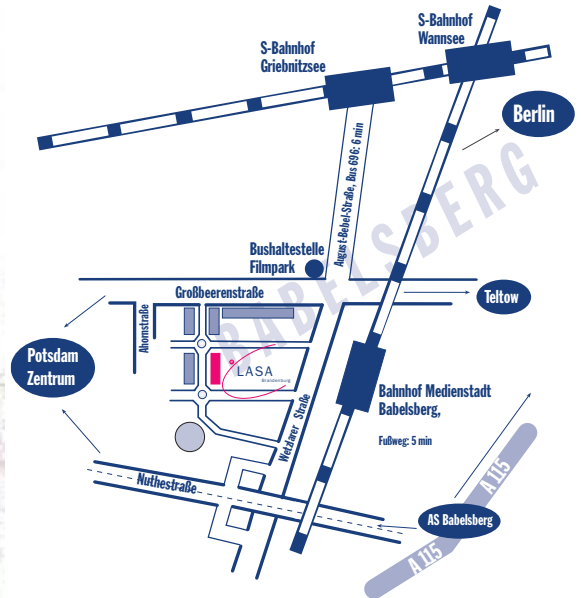 S-Bahnhof
Wannsee
S-Bahnhof
Griebnitzsee
Berlin
August-Bebel-Straße, Bus 696: 6 min
BABELSBERG
Bushaltestelle
Filmpark
Großbeerenstraße
Teltow
Ahornstraße
Potsdam
Zentrum
LASA
Brandenburg
Bahnhof Medienstadt
Babelsberg,
Fußweg: 5 min
Wetzlarer Straße
Nuthestraße
A 115
AS Babelsberg
A 115